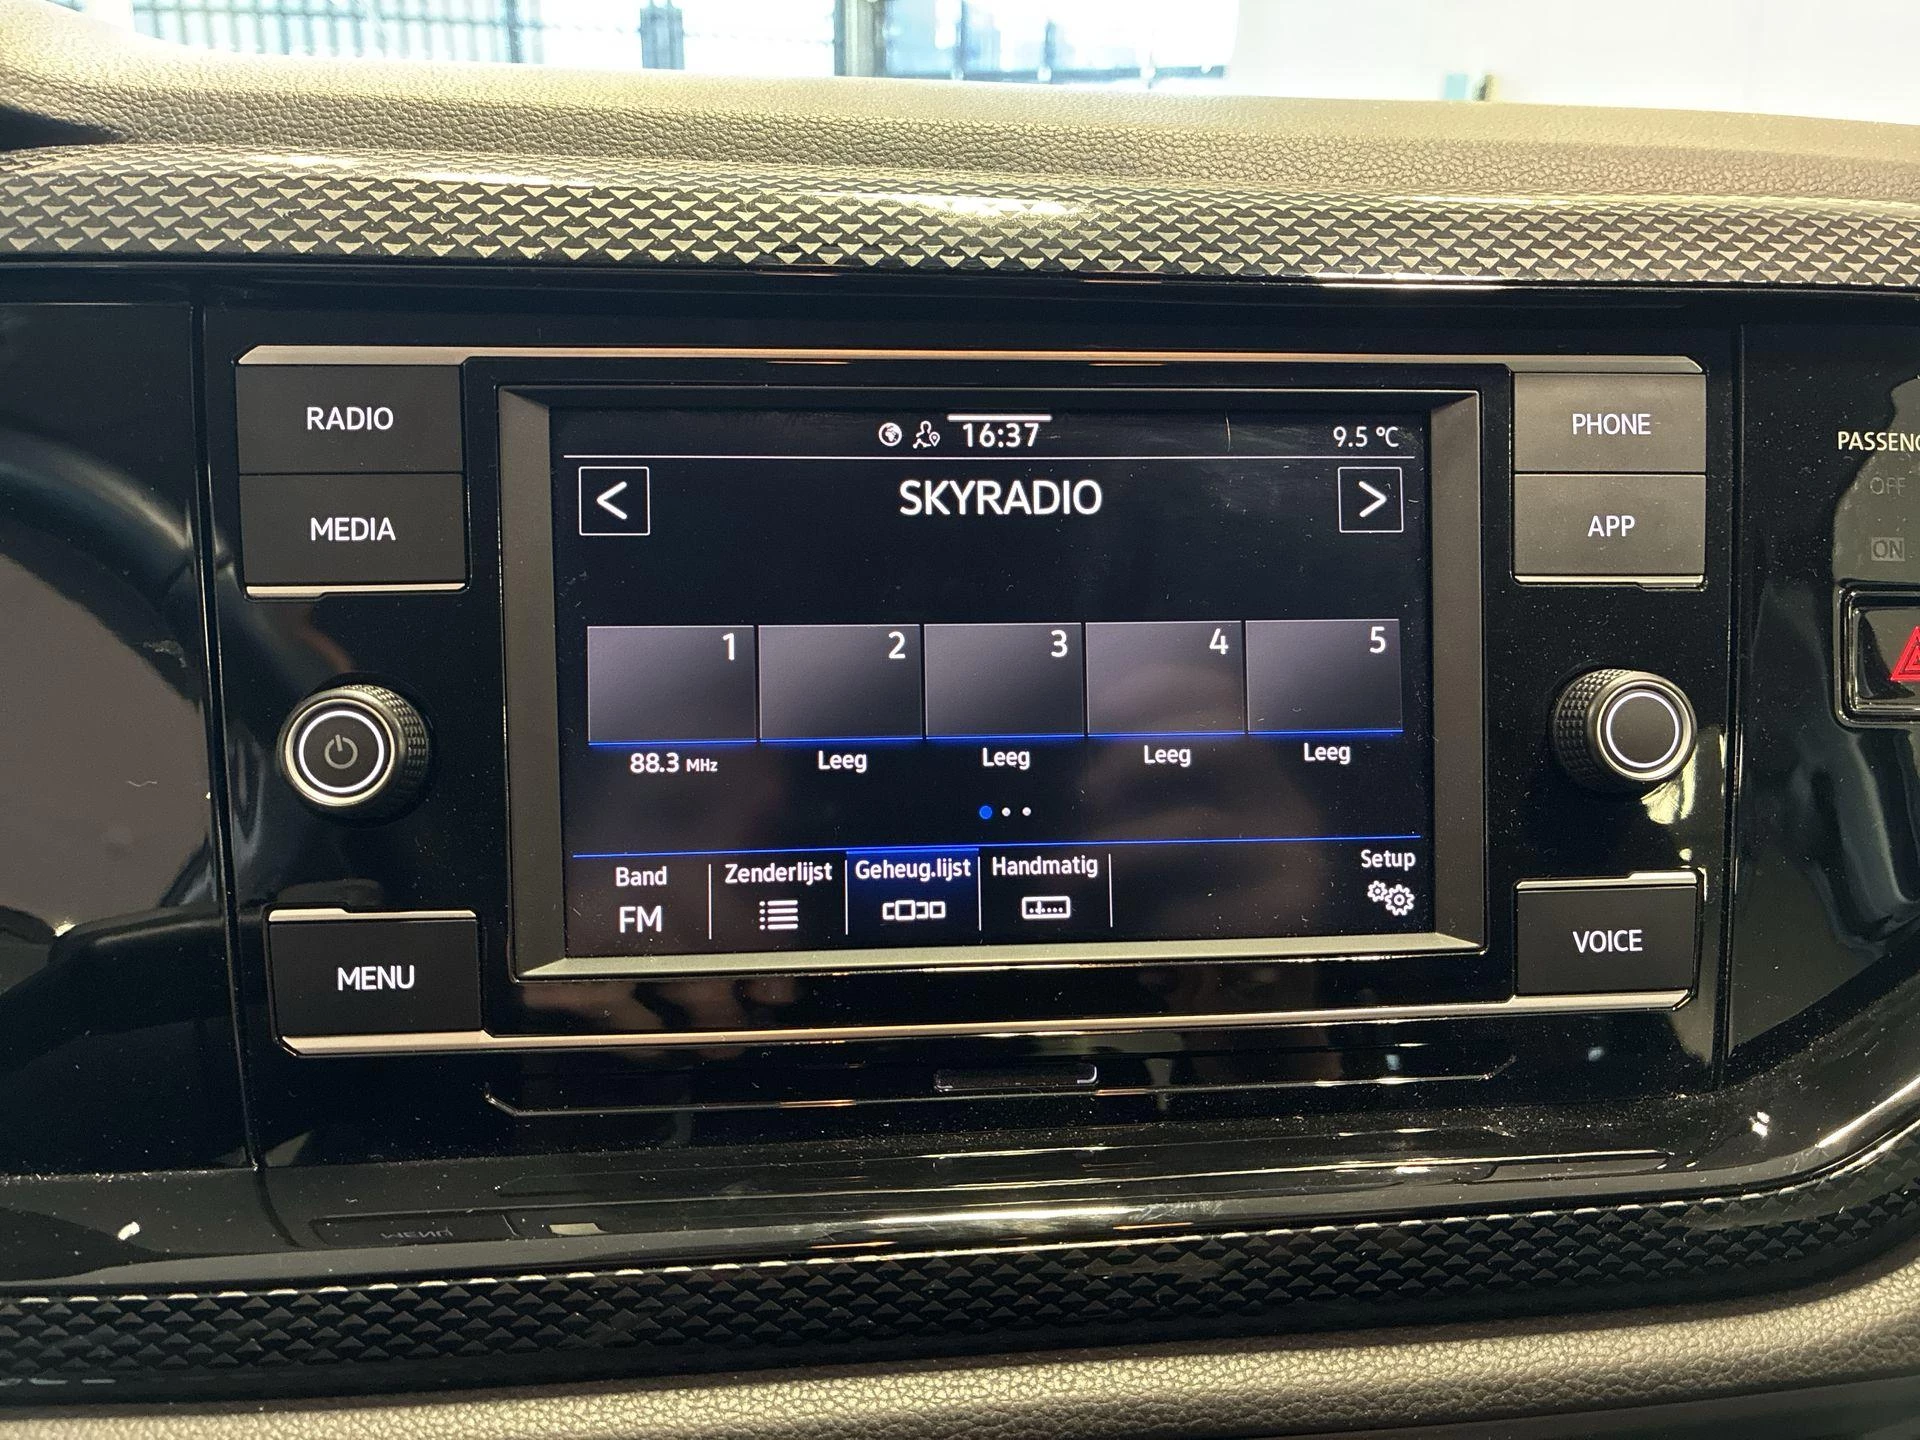 RADIO
MEDIA
MENU
16:37
9.5 °C
<
SKYRADIO
>
1
2
3
4
5
88.3 MHz
Leeg
Leeg
Leeg
Leeg
Band
FM
Zenderlijst
Geheug.lijst
Handmatig
Setup
PHONE
APP
VOICE
PASSENG
OFF
ON